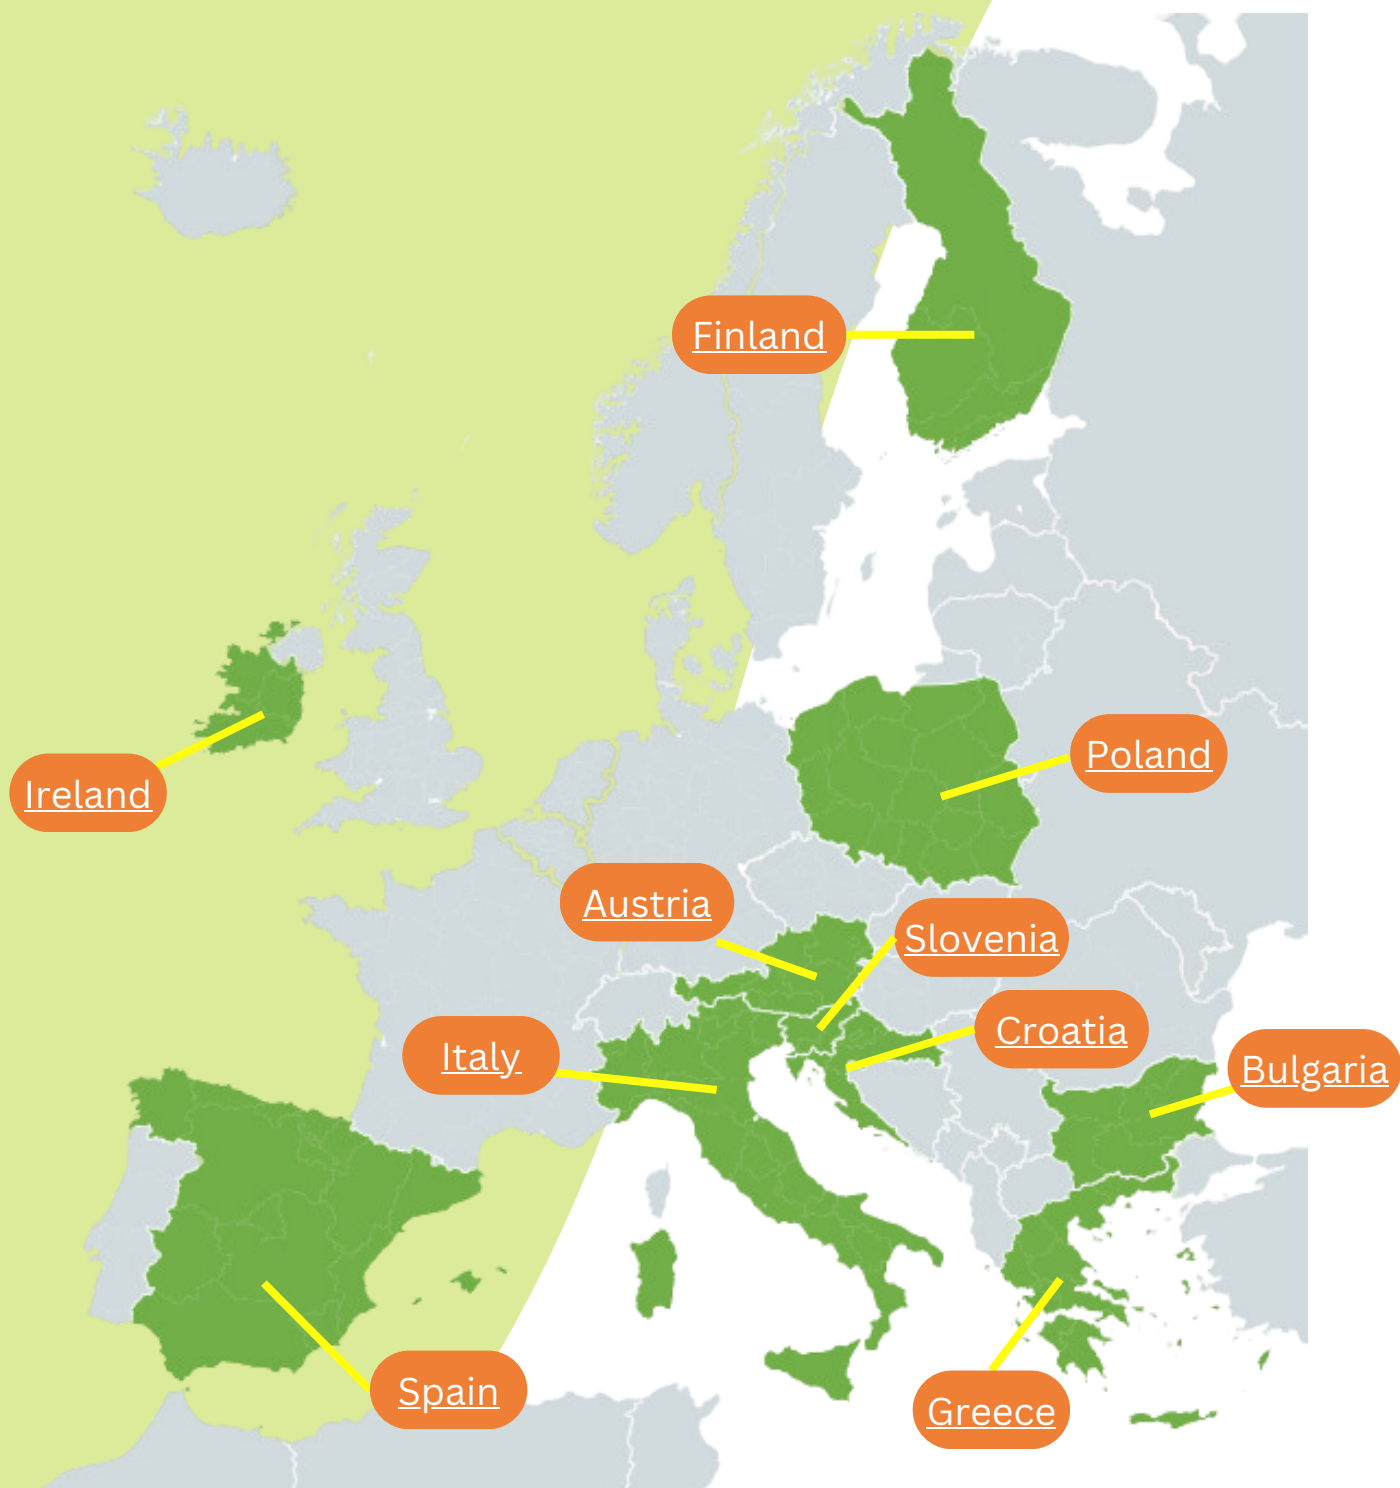 Finland
Poland
Ireland
Austria
Slovenia
Croatia
Italy
Bulgaria
Spain
Greece